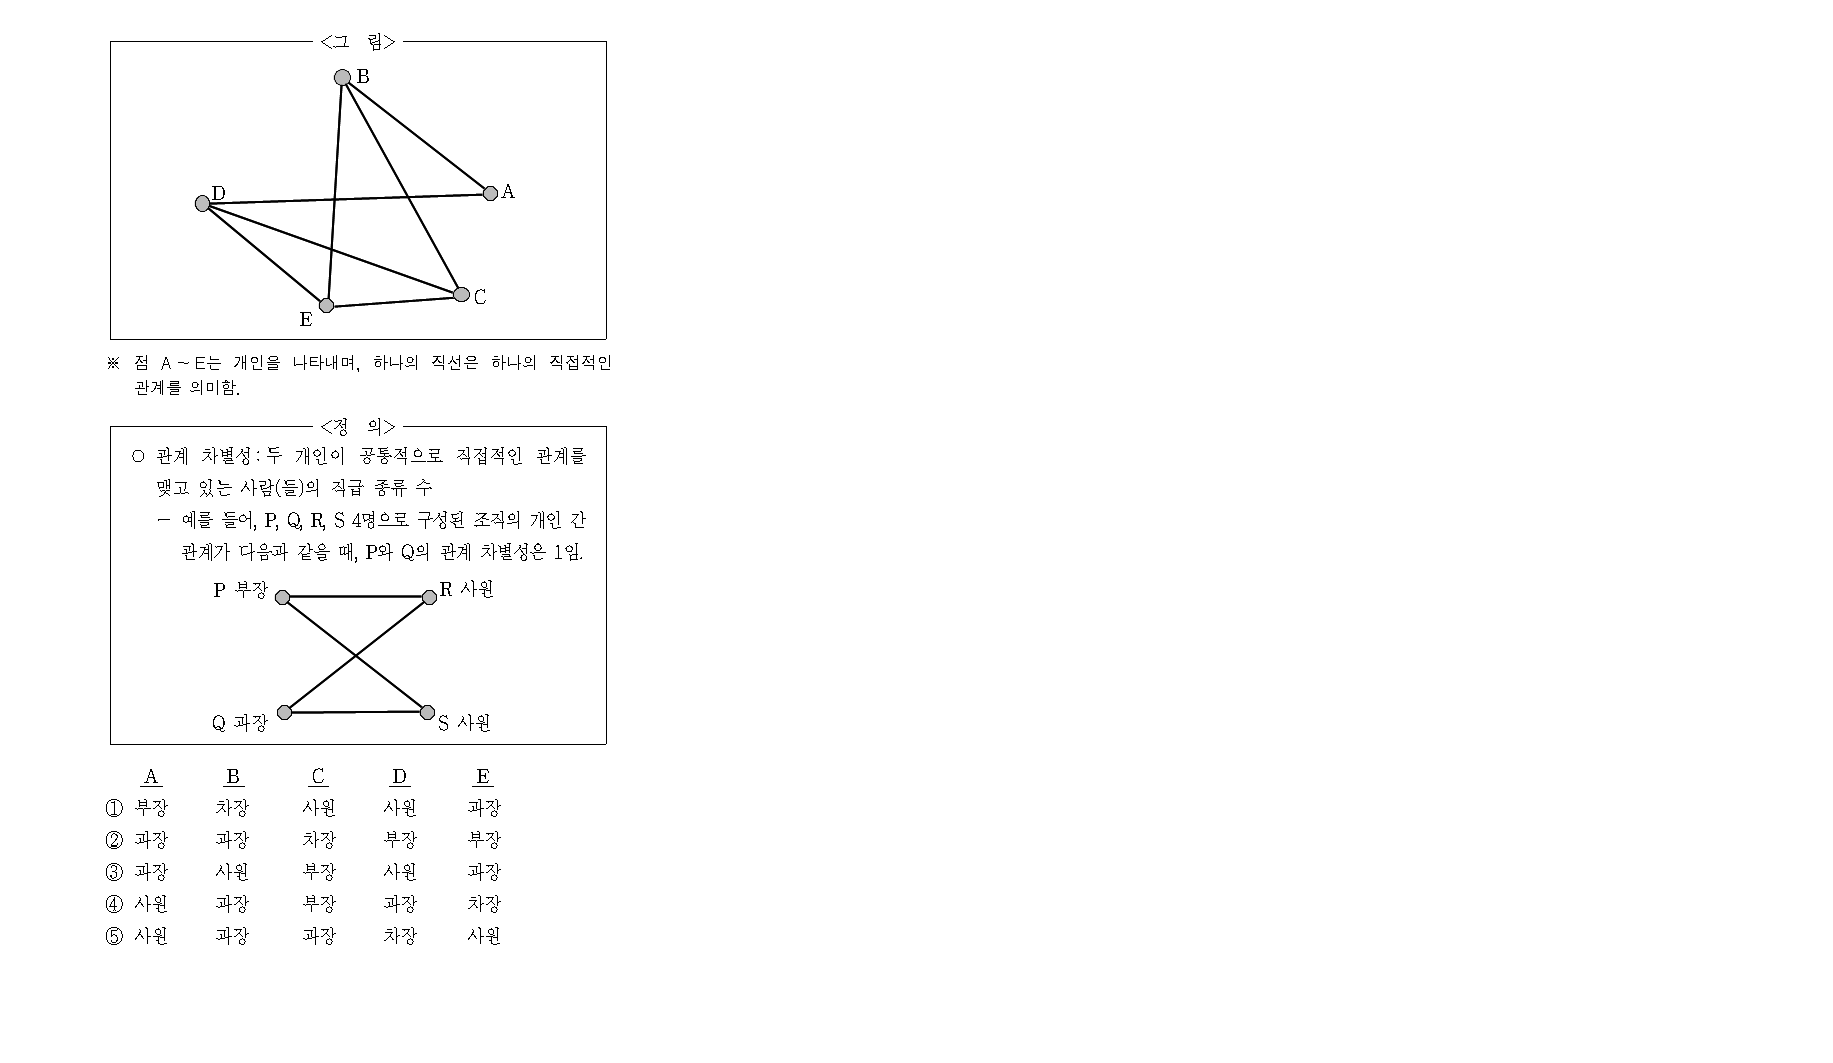 <그 림>
B
D
A
C
E
※ 점 A~E는 개인을 나타내며, 하나의 직선은 하나의 직접적인
관계를 의미함.
<정 의>
○ 관계 차별성:두 개인이 공통적으로 직접적인 관계를
맺고 있는 사람(들)의 직급 종류 수
― 예를 들어, P, Q, R, S 4명으로 구성된 조직의 개인 간
관계가 다음과 같을 때, P와 Q의 관계 차별성은 1임.
P 부장
R 사원
Q 과장
S 사원
A B C D E
① 부장 차장 사원 사원 과장
② 과장 과장 차장 부장 부장
③ 과장 사원 부장 사원 과장
④ 사원 과장 부장 과장 차장
⑤ 사원 과장 과장 차장 사원